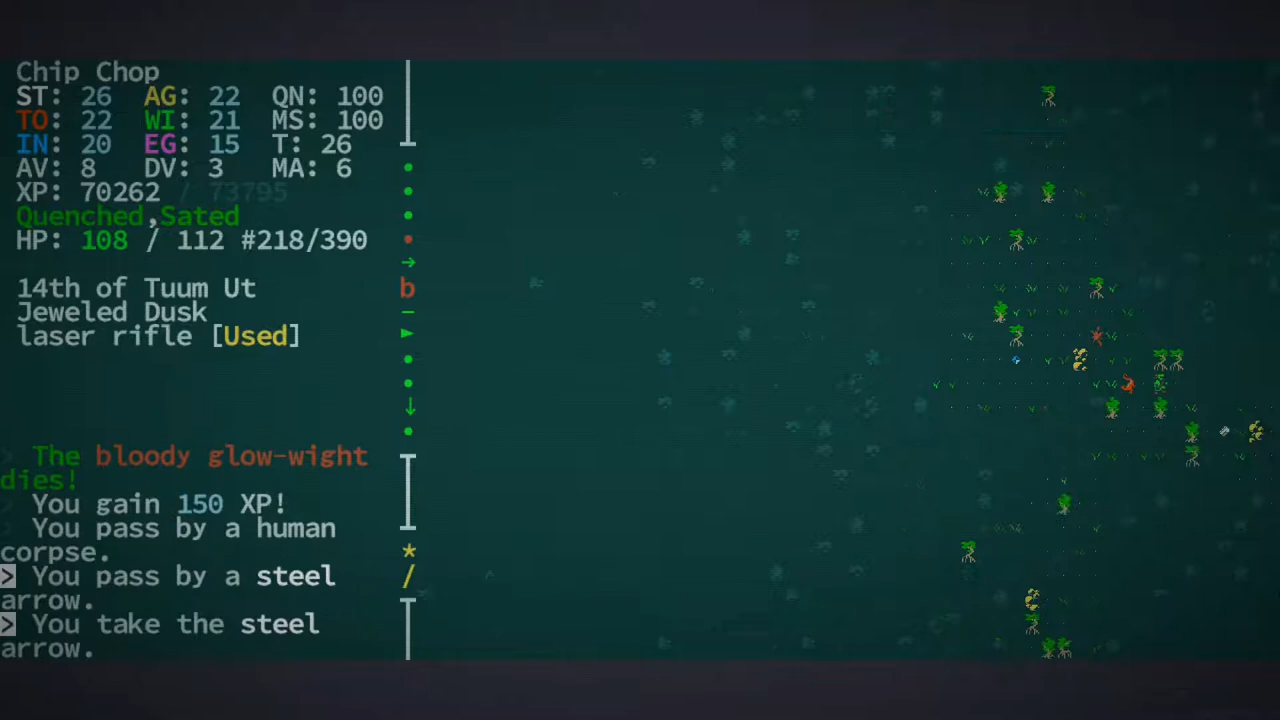 Chip Chop
ST: 26 AG: 22 QN: 100
TO: 22 WI: 21 MS: 100
IN: 20 EG: 15 T: 26
AV: 8 DV: 3 MA: 6
XP: 70262 / 73795
Quenched,Sated
HP: 108 / 112 #218/390
b
14th of Tuum Ut
Jeweled Dusk
laser rifle [Used]
> The bloody glow-wight
dies!
> You gain 150 XP!
> You pass by a human
corpse.
> You pass by a steel
arrow.
> You take the steel
arrow.